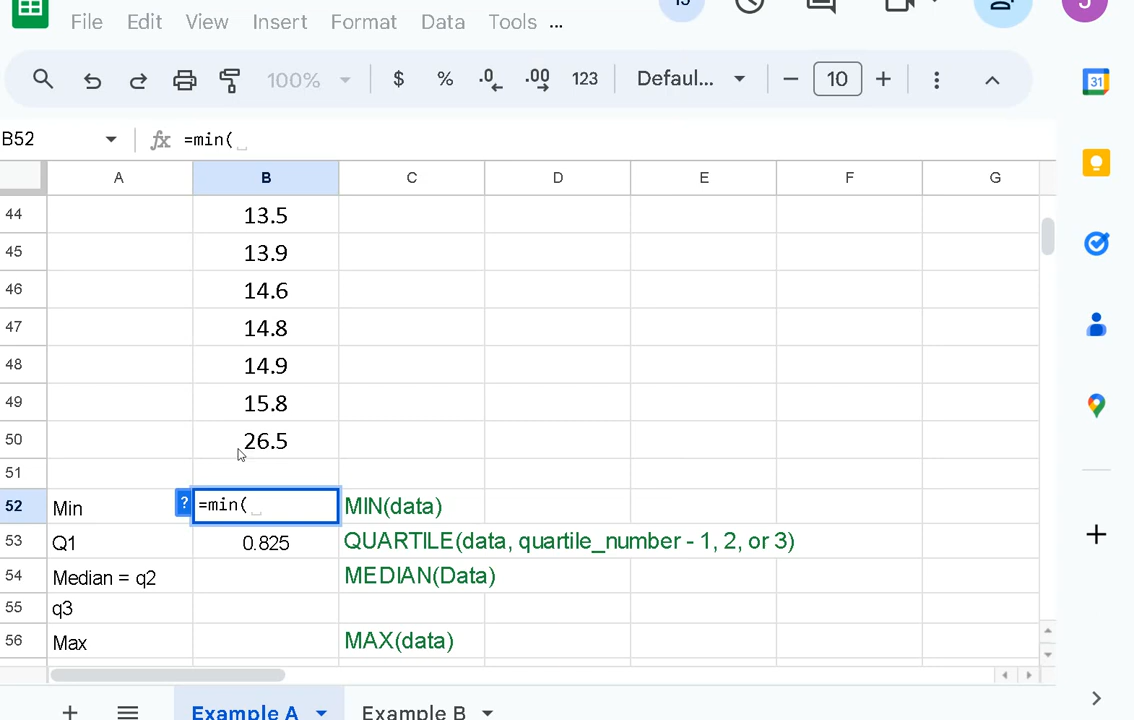 File Edit View Insert Format Data Tools ...
100% $ % .0 .00 123 Defaul... 10
31
B52 fx =min(
A B C D E F G
44 13.5
45 13.9
46 14.6
47 14.8
48 14.9
49 15.8
50 26.5
51
52 Min ? =min( MIN(data)
53 Q1 0.825 QUARTILE(data, quartile_number - 1, 2, or 3)
54 Median = q2 MEDIAN(Data)
55 q3
56 Max MAX(data)
Example A Example B